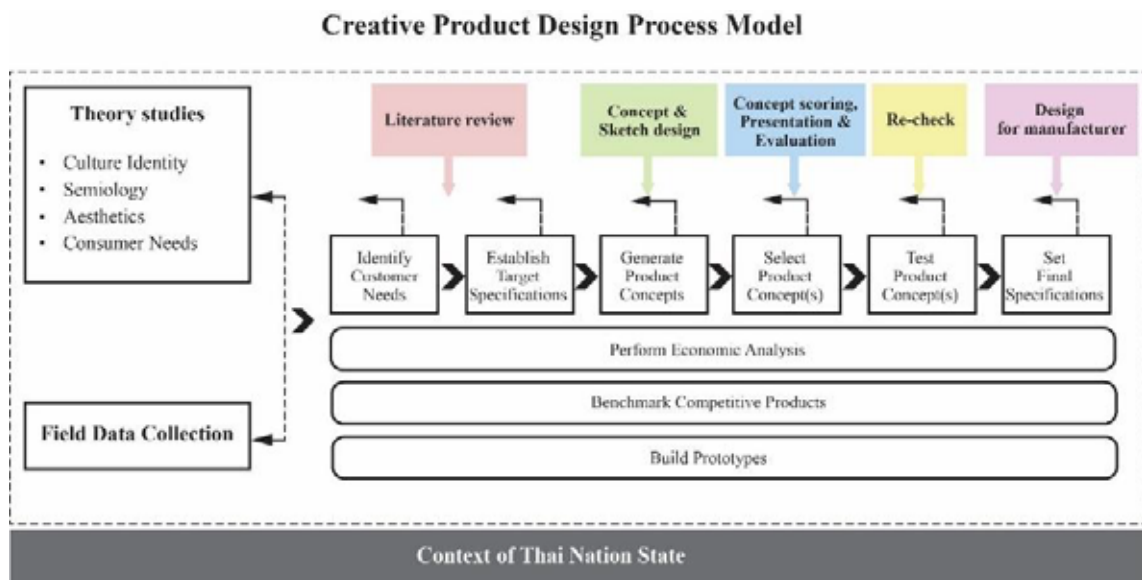 Creative Product Design Process Model
Theory studies
• Culture Identity
• Semiology
• Aesthetics
• Consumer Needs
Field Data Collection
Literature review
Concept &
Sketch design
Concept scoring,
Presentation &
Evaluation
Re-check
Design
for manufacturer
Identify
Customer
Needs
Establish
Target
Specifications
Generate
Product
Concepts
Select
Product
Concept(s)
Test
Product
Concept(s)
Set
Final
Specifications
Perform Economic Analysis
Benchmark Competitive Products
Build Prototypes
Context of Thai Nation State